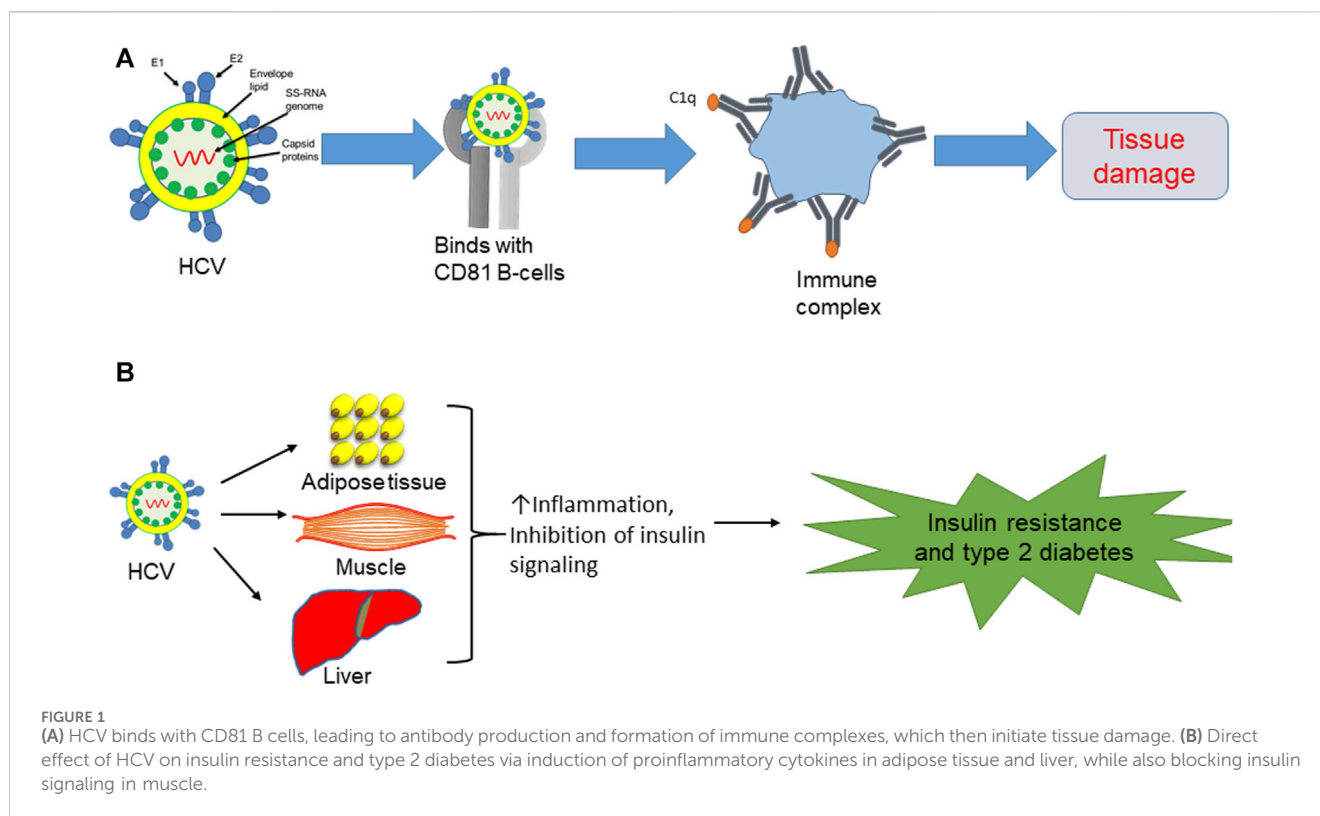 A
E1
E2
Envelope
lipid
SS-RNA
genome
Capsid
proteins
HCV
Binds with
CD81 B-cells
C1q
Immune
complex
Tissue
damage
B
HCV
Adipose tissue
Muscle
Liver
↑Inflammation,
Inhibition of insulin
signaling
Insulin resistance
and type 2 diabetes
FIGURE 1
(A) HCV binds with CD81 B cells, leading to antibody production and formation of immune complexes, which then initiate tissue damage. (B) Direct
effect of HCV on insulin resistance and type 2 diabetes via induction of proinflammatory cytokines in adipose tissue and liver, while also blocking insulin
signaling in muscle.